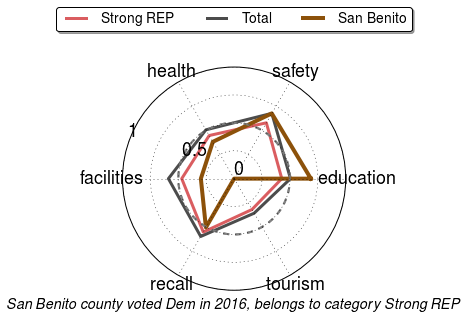 Strong REP Total San Benito
health safety
1
0.5
0
facilities education
recall tourism
San Benito county voted Dem in 2016, belongs to category Strong REP